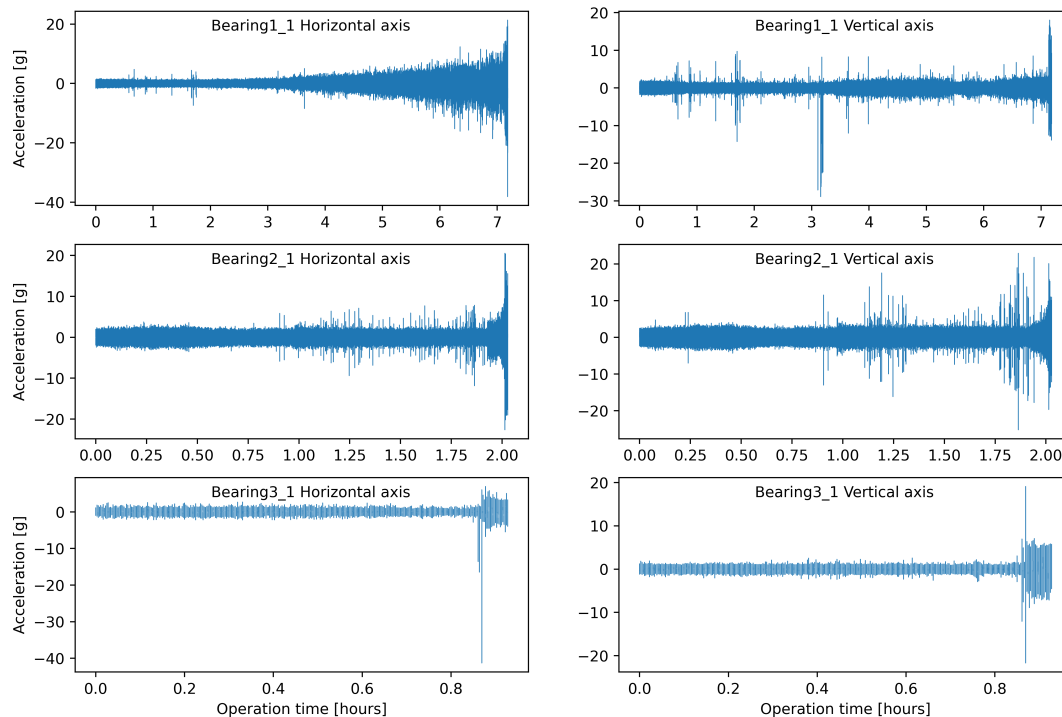 Bearing1_1 Horizontal axis
Acceleration [g]
20
0
−20
−40
0 1 2 3 4 5 6 7
Bearing1_1 Vertical axis
20
10
0
−10
−20
−30
0 1 2 3 4 5 6 7
Bearing2_1 Horizontal axis
Acceleration [g]
20
10
0
−10
−20
0.00 0.25 0.50 0.75 1.00 1.25 1.50 1.75 2.00
Bearing2_1 Vertical axis
20
10
0
−10
−20
0.00 0.25 0.50 0.75 1.00 1.25 1.50 1.75 2.00
Bearing3_1 Horizontal axis
Acceleration [g]
0
−10
−20
−30
−40
0.0 0.2 0.4 0.6 0.8
Operation time [hours]
Bearing3_1 Vertical axis
20
10
0
−10
−20
0.0 0.2 0.4 0.6 0.8
Operation time [hours]